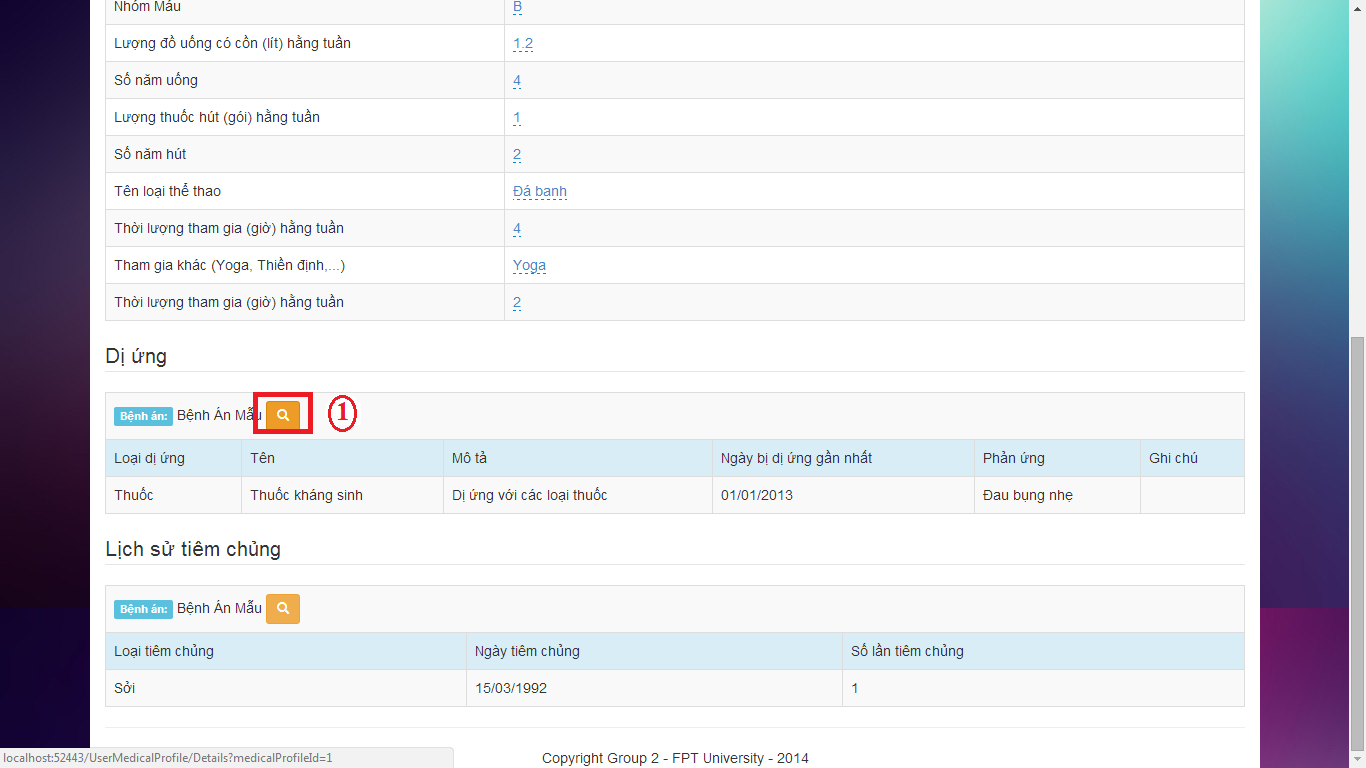 Nhóm Máu B
Lượng đồ uống có cồn (lít) hằng tuần 1.2
Số năm uống 4
Lượng thuốc hút (gói) hằng tuần 1
Số năm hút 2
Tên loại thể thao Đá banh
Thời lượng tham gia (giờ) hằng tuần 4
Tham gia khác (Yoga, Thiền định,...) Yoga
Thời lượng tham gia (giờ) hằng tuần 2
Dị ứng
Bệnh án: Bệnh Án Mẫu 1
Loại dị ứng Tên Mô tả Ngày bị dị ứng gần nhất Phản ứng Ghi chú
Thuốc Thuốc kháng sinh Dị ứng với các loại thuốc 01/01/2013 Đau bụng nhẹ
Lịch sử tiêm chủng
Bệnh án: Bệnh Án Mẫu
Loại tiêm chủng Ngày tiêm chủng Số lần tiêm chủng
Sởi 15/03/1992 1
localhost:52443/UserMedicalProfile/Details?medicalProfileId=1 Copyright Group 2 - FPT University - 2014